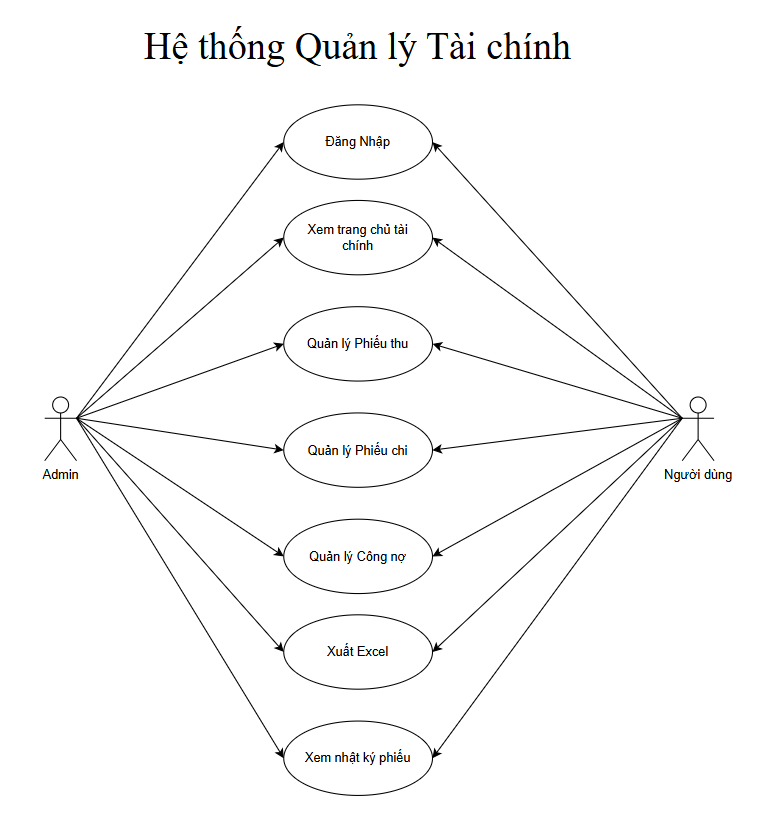 Hệ thống Quản lý Tài chính
Đăng Nhập
Xem trang chủ tài
chính
Quản lý Phiếu thu
Quản lý Phiếu chi
Admin
Người dùng
Quản lý Công nợ
Xuất Excel
Xem nhật ký phiếu